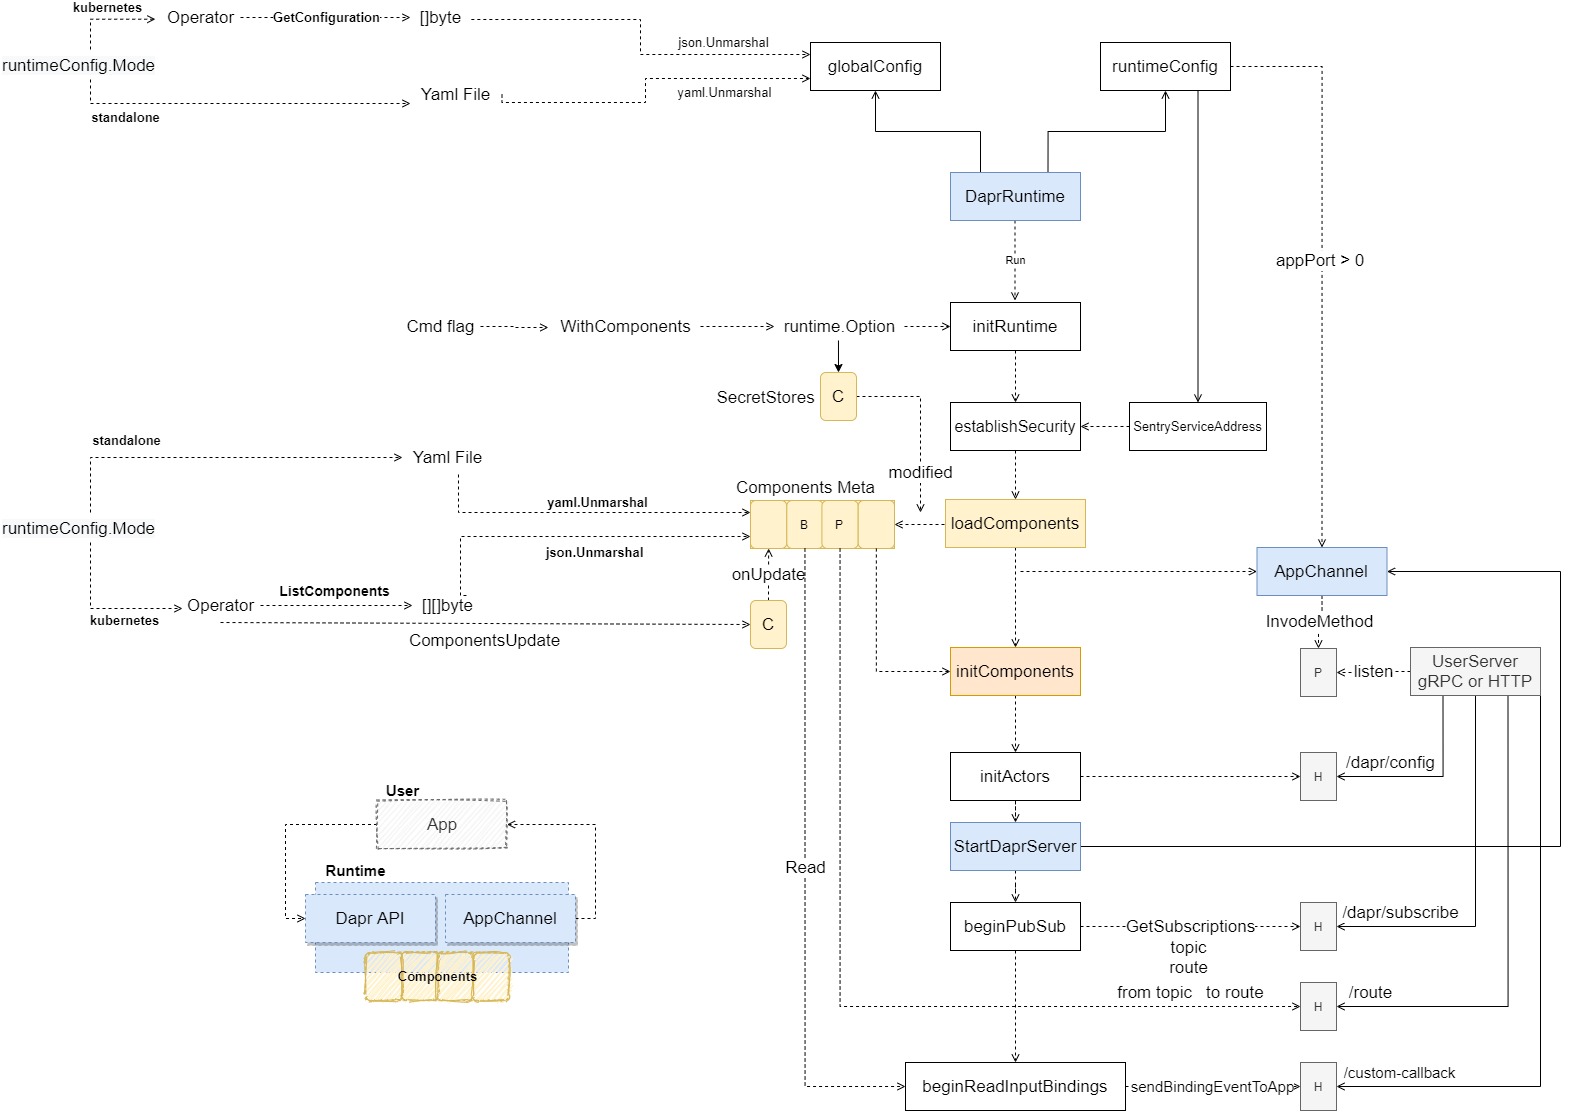 kubernetes
Operator
GetConfiguration
[]byte
json.Unmarshal
runtimeConfig.Mode
globalConfig
runtimeConfig
Yaml File
yaml.Unmarshal
standalone
DaprRuntime
Run
appPort > 0
Cmd flag
WithComponents
runtime.Option
initRuntime
SecretStores
C
establishSecurity
SentryServiceAddress
standalone
Yaml File
modified
Components Meta
yaml.Unmarshal
B
P
loadComponents
runtimeConfig.Mode
json.Unmarshal
onUpdate
AppChannel
ListComponents
Operator
[][]byte
kubernetes
C
InvodeMethod
ComponentsUpdate
initComponents
P
listen
UserServer
gRPC or HTTP
initActors
H
/dapr/config
User
App
StartDaprServer
Read
Runtime
Dapr API
AppChannel
Components
beginPubSub
GetSubscriptions
topic
route
H
/dapr/subscribe
from topic to route
H
/route
beginReadInputBindings
sendBindingEventToApp
H
/custom-callback